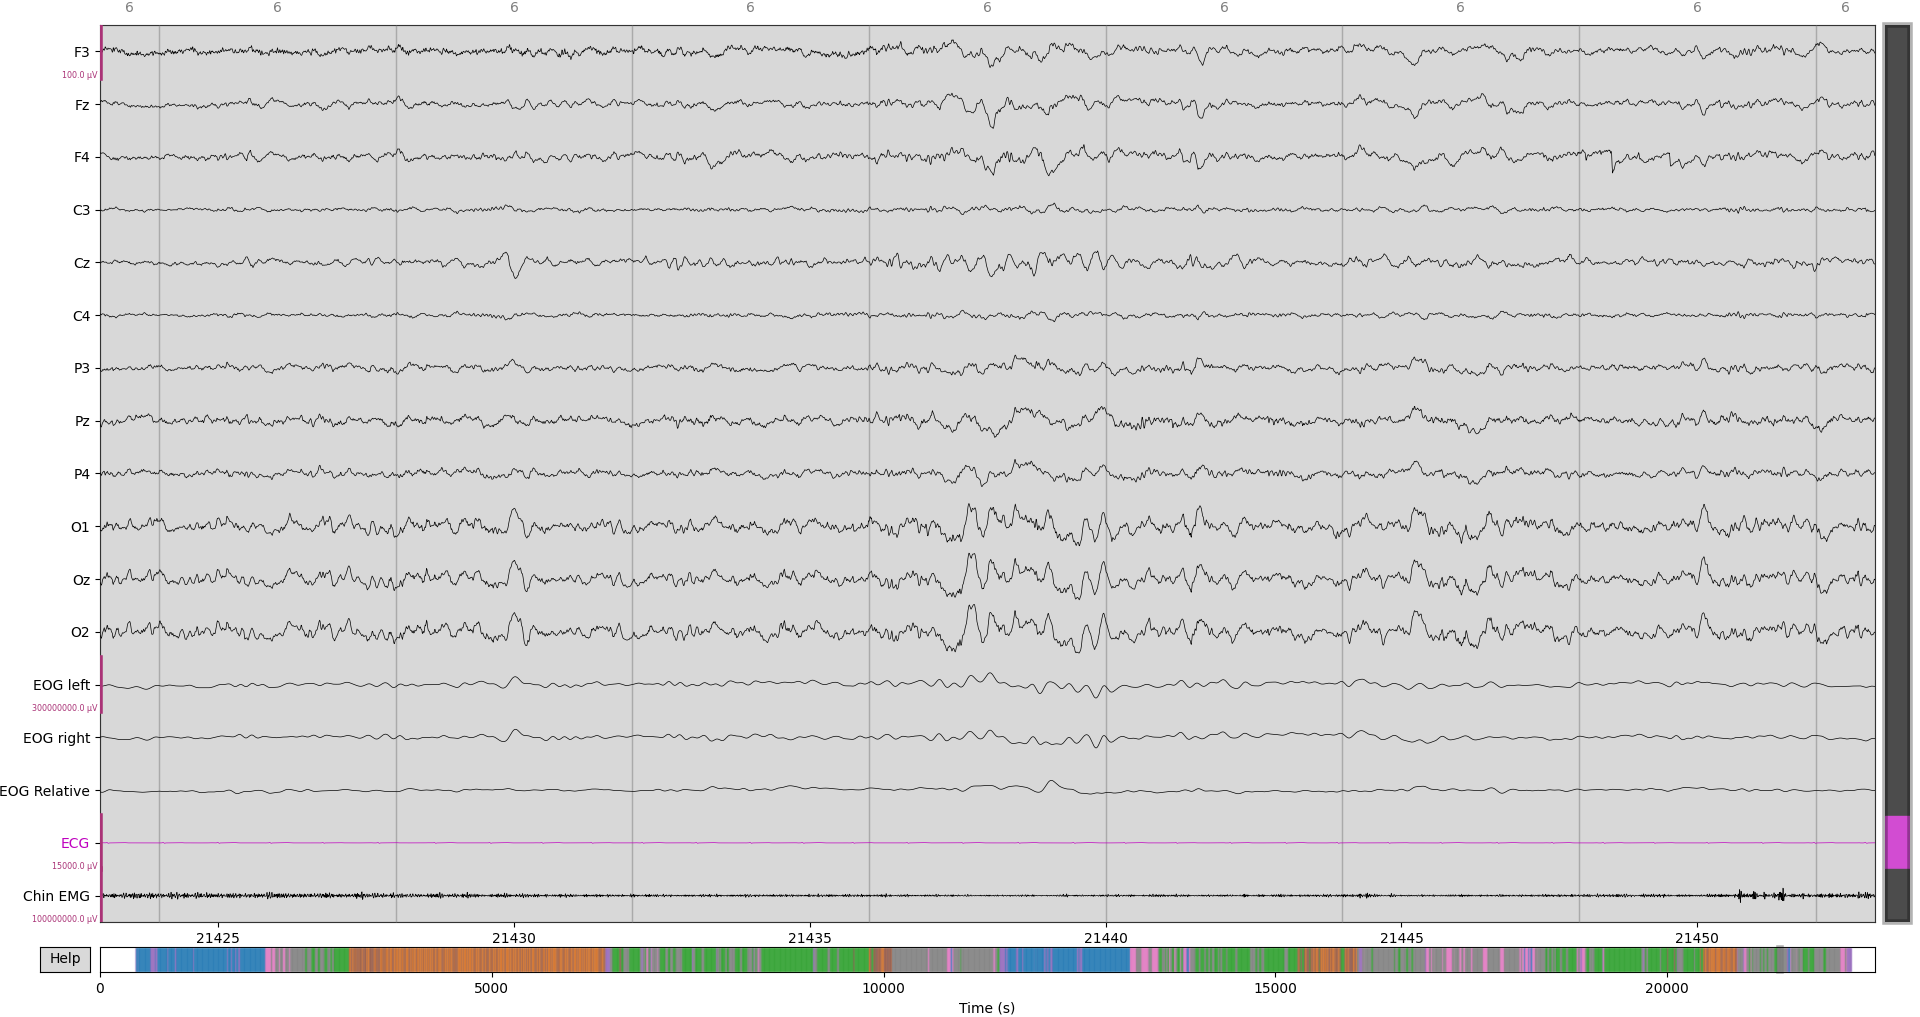 6 6 6 6 6 6 6 6 6
F3
100.0 µV
Fz
F4
C3
Cz
C4
P3
Pz
P4
O1
Oz
O2
EOG left
300000000.0 µV
EOG right
EOG Relative
ECG
15000.0 µV
Chin EMG
100000000.0 µV
21425 21430 21435 21440 21445 21450
Help
0 5000 10000 15000 20000
Time (s)